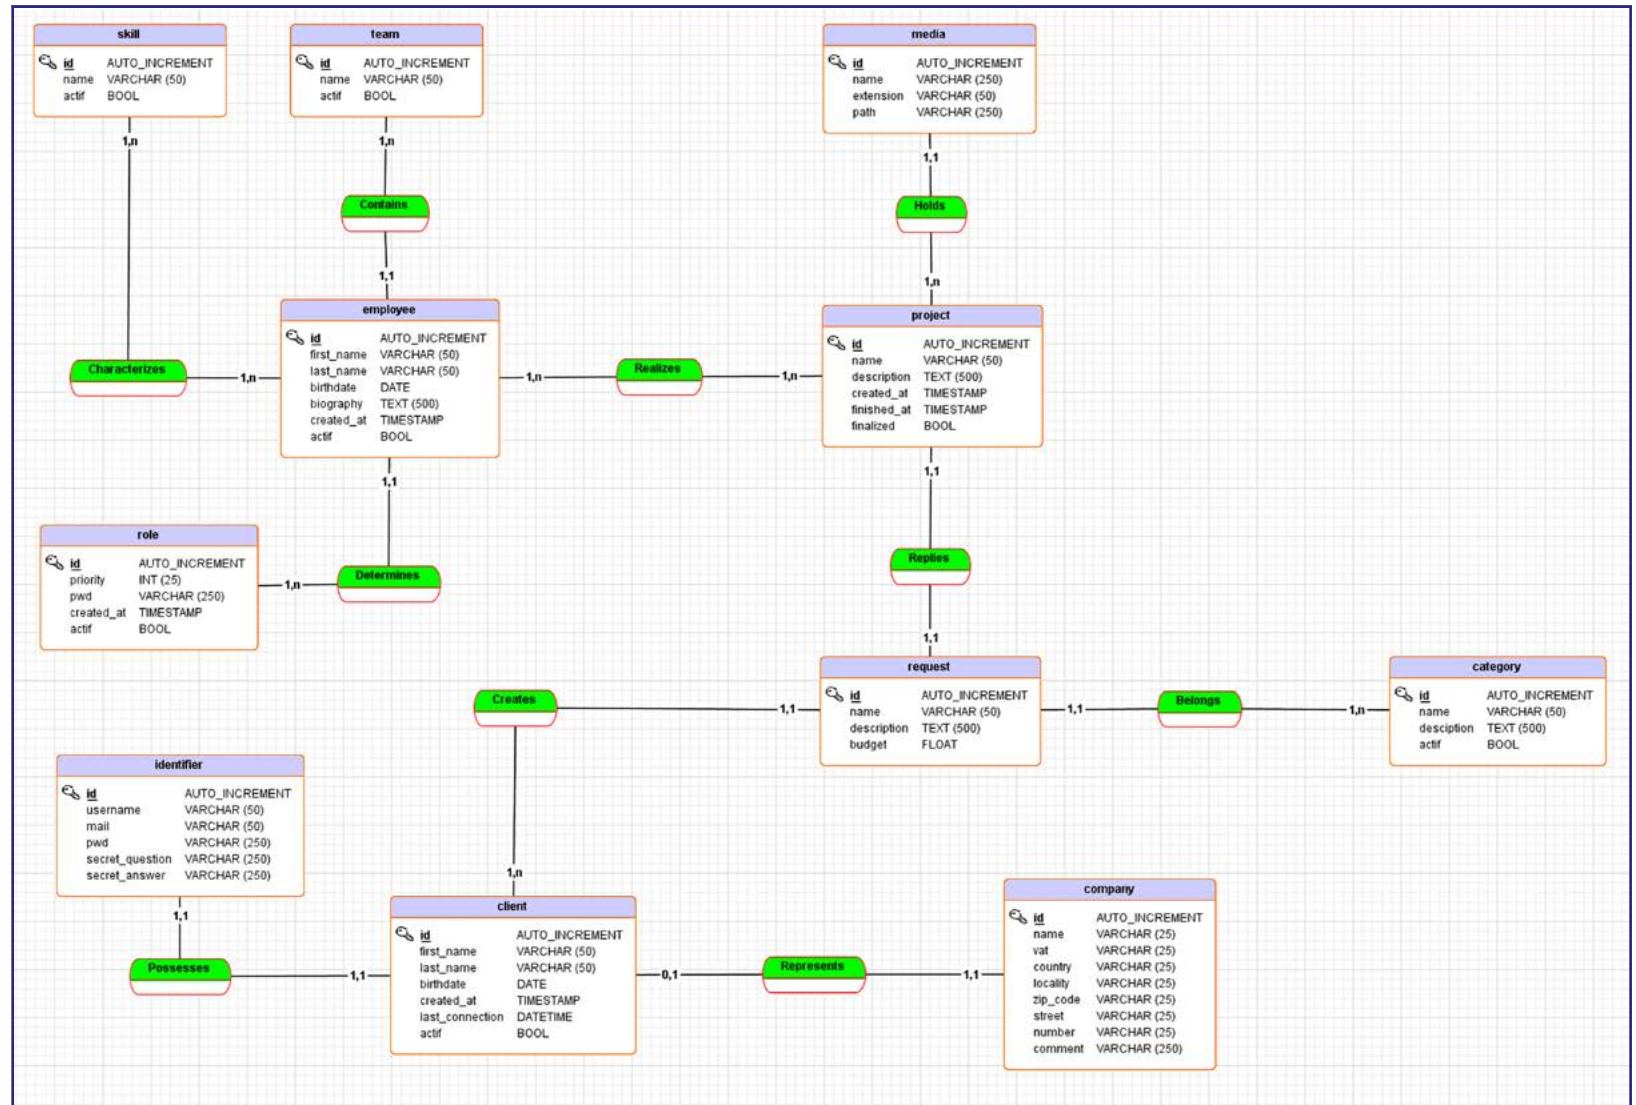 skill
id AUTO_INCREMENT
name VARCHAR (50)
actif BOOL
1,n
team
id AUTO_INCREMENT
name VARCHAR (50)
actif BOOL
1,n
Contains
1,1
media
id AUTO_INCREMENT
name VARCHAR (250)
extension VARCHAR (50)
path VARCHAR (250)
1,1
Holds
1,n
Characterizes
1,n
employee
id AUTO_INCREMENT
first_name VARCHAR (50)
last_name VARCHAR (50)
birthdate DATE
biography TEXT (500)
created_at TIMESTAMP
actif BOOL
1,n
Realizes
1,n
project
id AUTO_INCREMENT
name VARCHAR (50)
description TEXT (500)
created_at TIMESTAMP
finished_at TIMESTAMP
finalized BOOL
1,1
1,1
role
id AUTO_INCREMENT
priority INT (25)
pwd VARCHAR (250)
created_at TIMESTAMP
actif BOOL
1,n
Determines
Replies
1,1
Creates
1,1
request
id AUTO_INCREMENT
name VARCHAR (50)
description TEXT (500)
budget FLOAT
1,1
Belongs
1,n
category
id AUTO_INCREMENT
name VARCHAR (50)
desciption TEXT (500)
actif BOOL
identifier
id AUTO_INCREMENT
username VARCHAR (50)
mail VARCHAR (50)
pwd VARCHAR (250)
secret_question VARCHAR (250)
secret_answer VARCHAR (250)
1,1
Possesses
1,1
1,n
client
id AUTO_INCREMENT
first_name VARCHAR (50)
last_name VARCHAR (50)
birthdate DATE
created_at TIMESTAMP
last_connection DATETIME
actif BOOL
0,1
Represents
1,1
company
id AUTO_INCREMENT
name VARCHAR (25)
vat VARCHAR (25)
country VARCHAR (25)
locality VARCHAR (25)
zip_code VARCHAR (25)
street VARCHAR (25)
number VARCHAR (25)
comment VARCHAR (250)